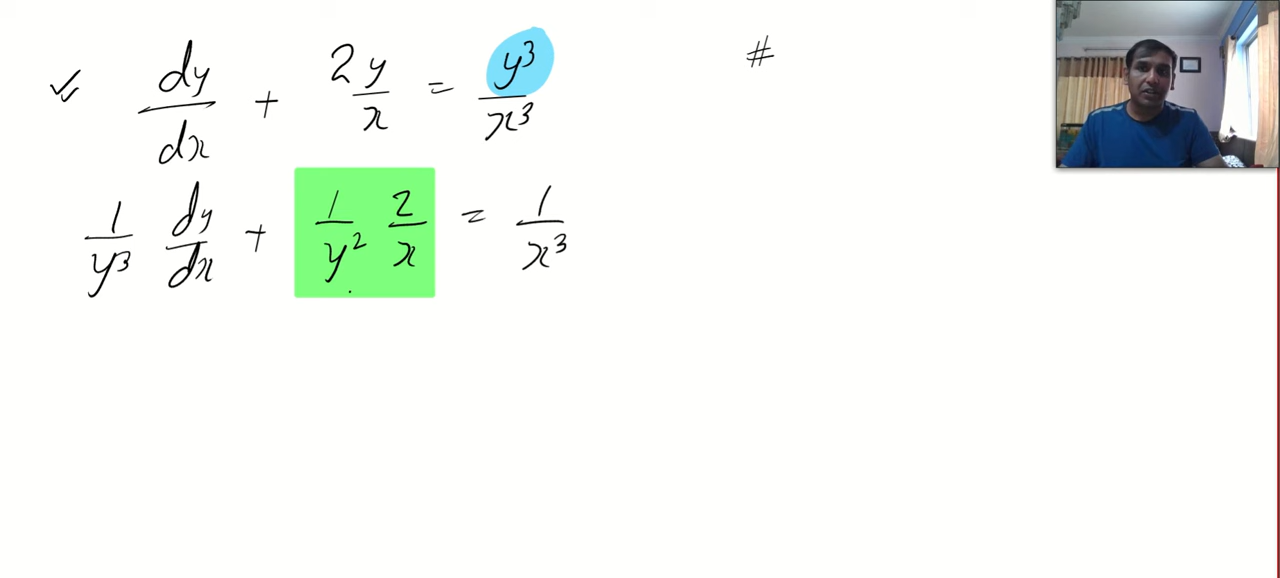 ✓ dy/dx + 2y/x = y³/x³ #
1/y³ dy/dx + 1/y² 2/x = 1/x³